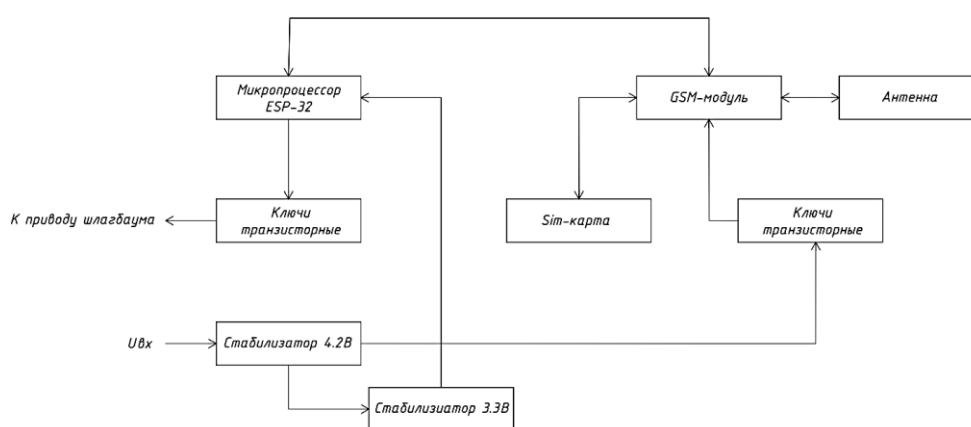 Микропроцессор
ESP-32
GSM-модуль
Антенна
К приводу шлагбаума
Ключи
транзисторные
Sim-карта
Ключи
транзисторные
Uвх
Стабилизатор 4.2В
Стабилизиатор 3.3В